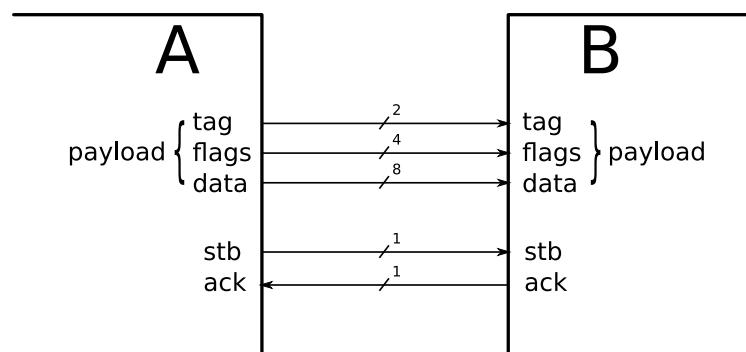 A B
2
tag tag
4
payload flags flags payload
8
data data
1
stb stb
1
ack ack